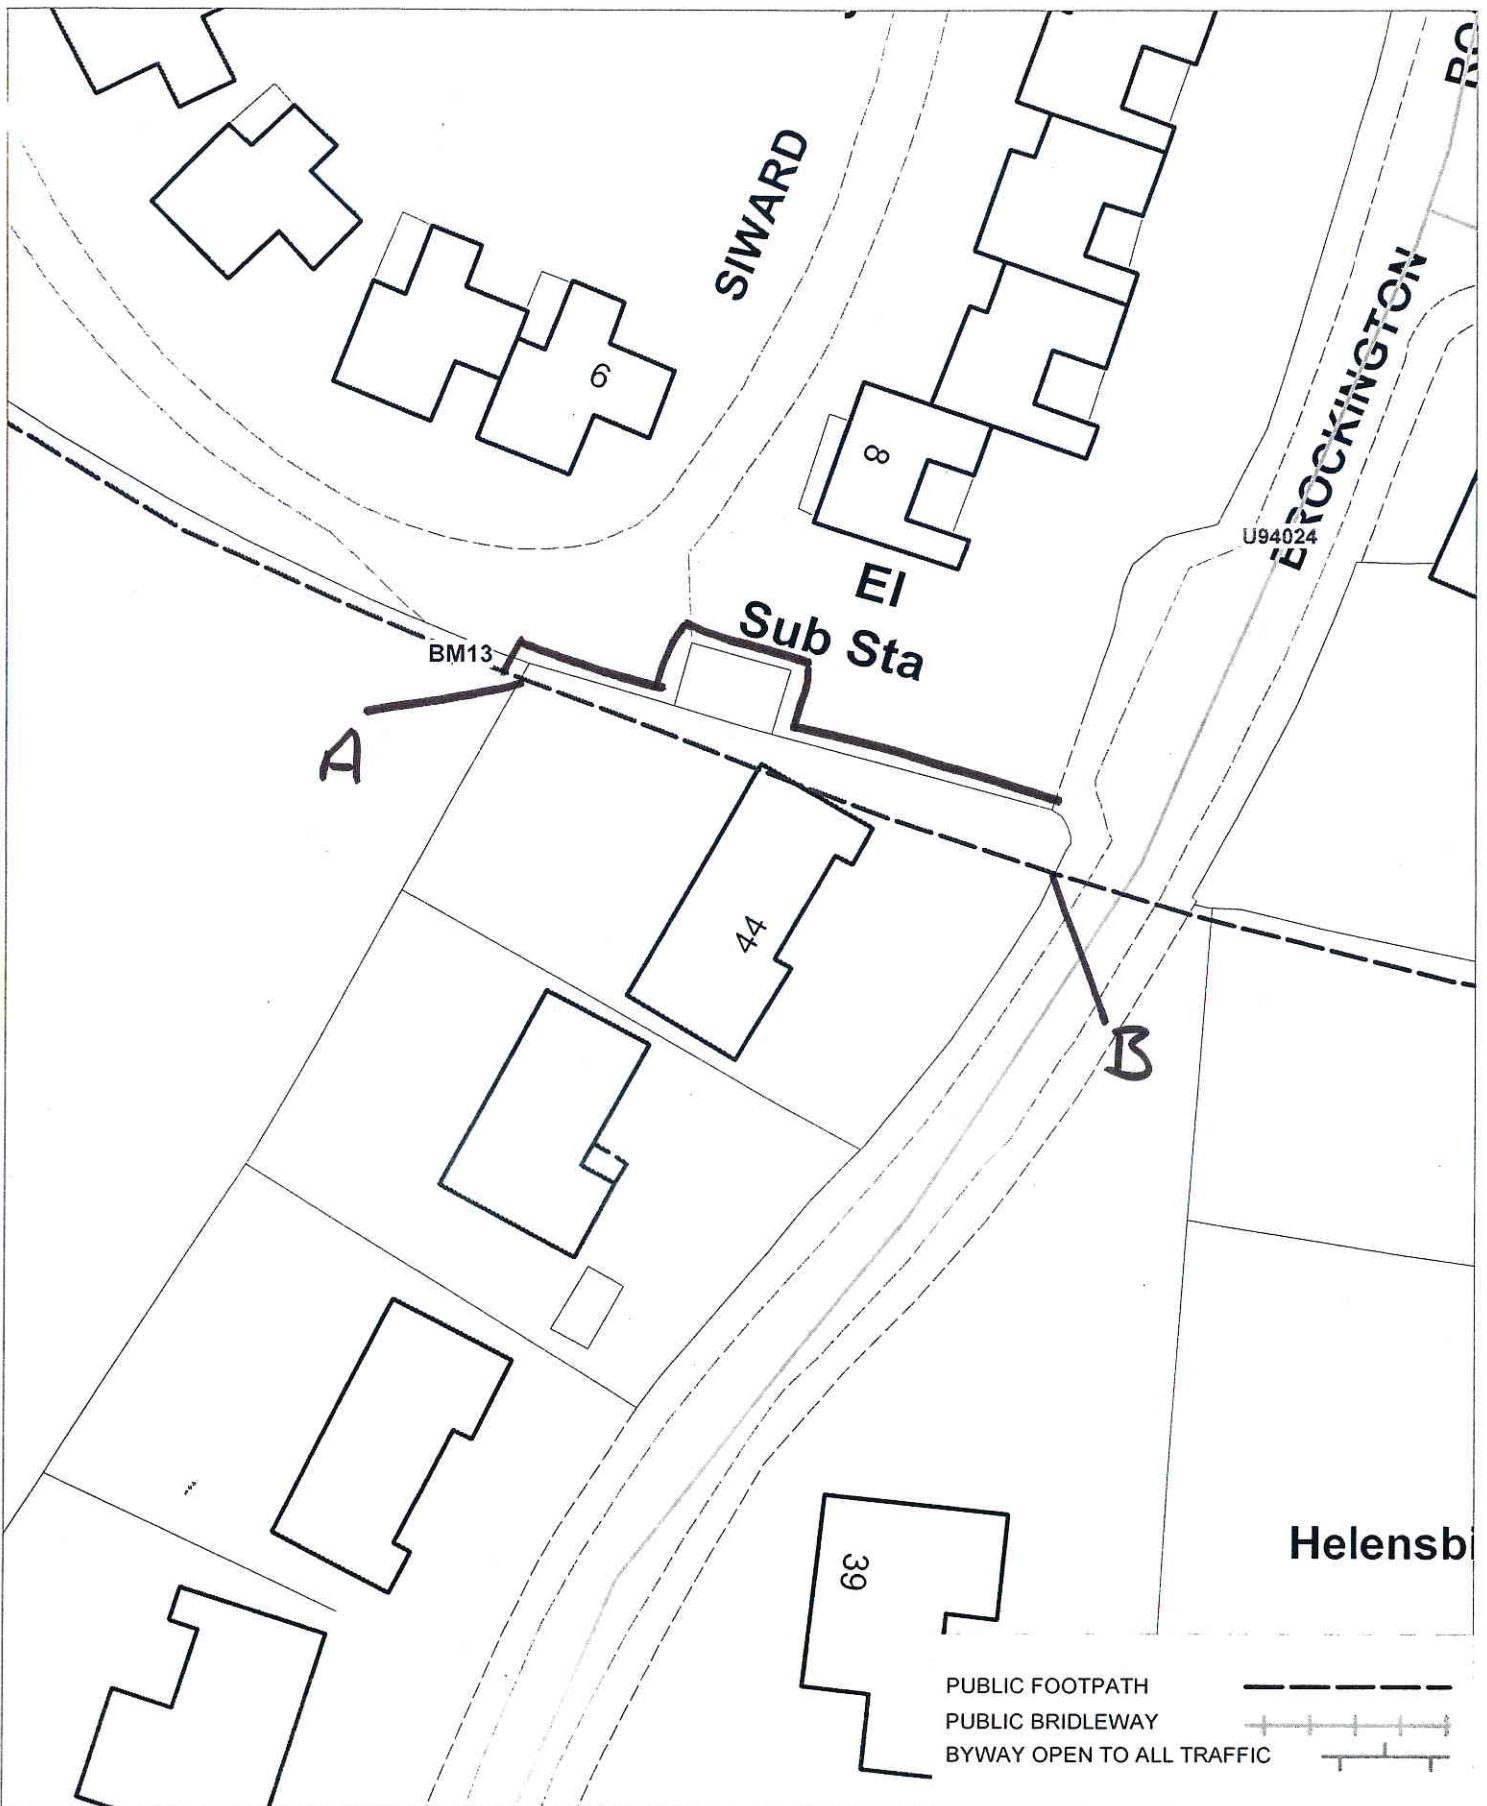 SIWARD
BROCKINGTON
6
8
U94024
El
Sub Sta
BM13
A
44
B
Helensbi
39
PUBLIC FOOTPATH
PUBLIC BRIDLEWAY
BYWAY OPEN TO ALL TRAFFIC